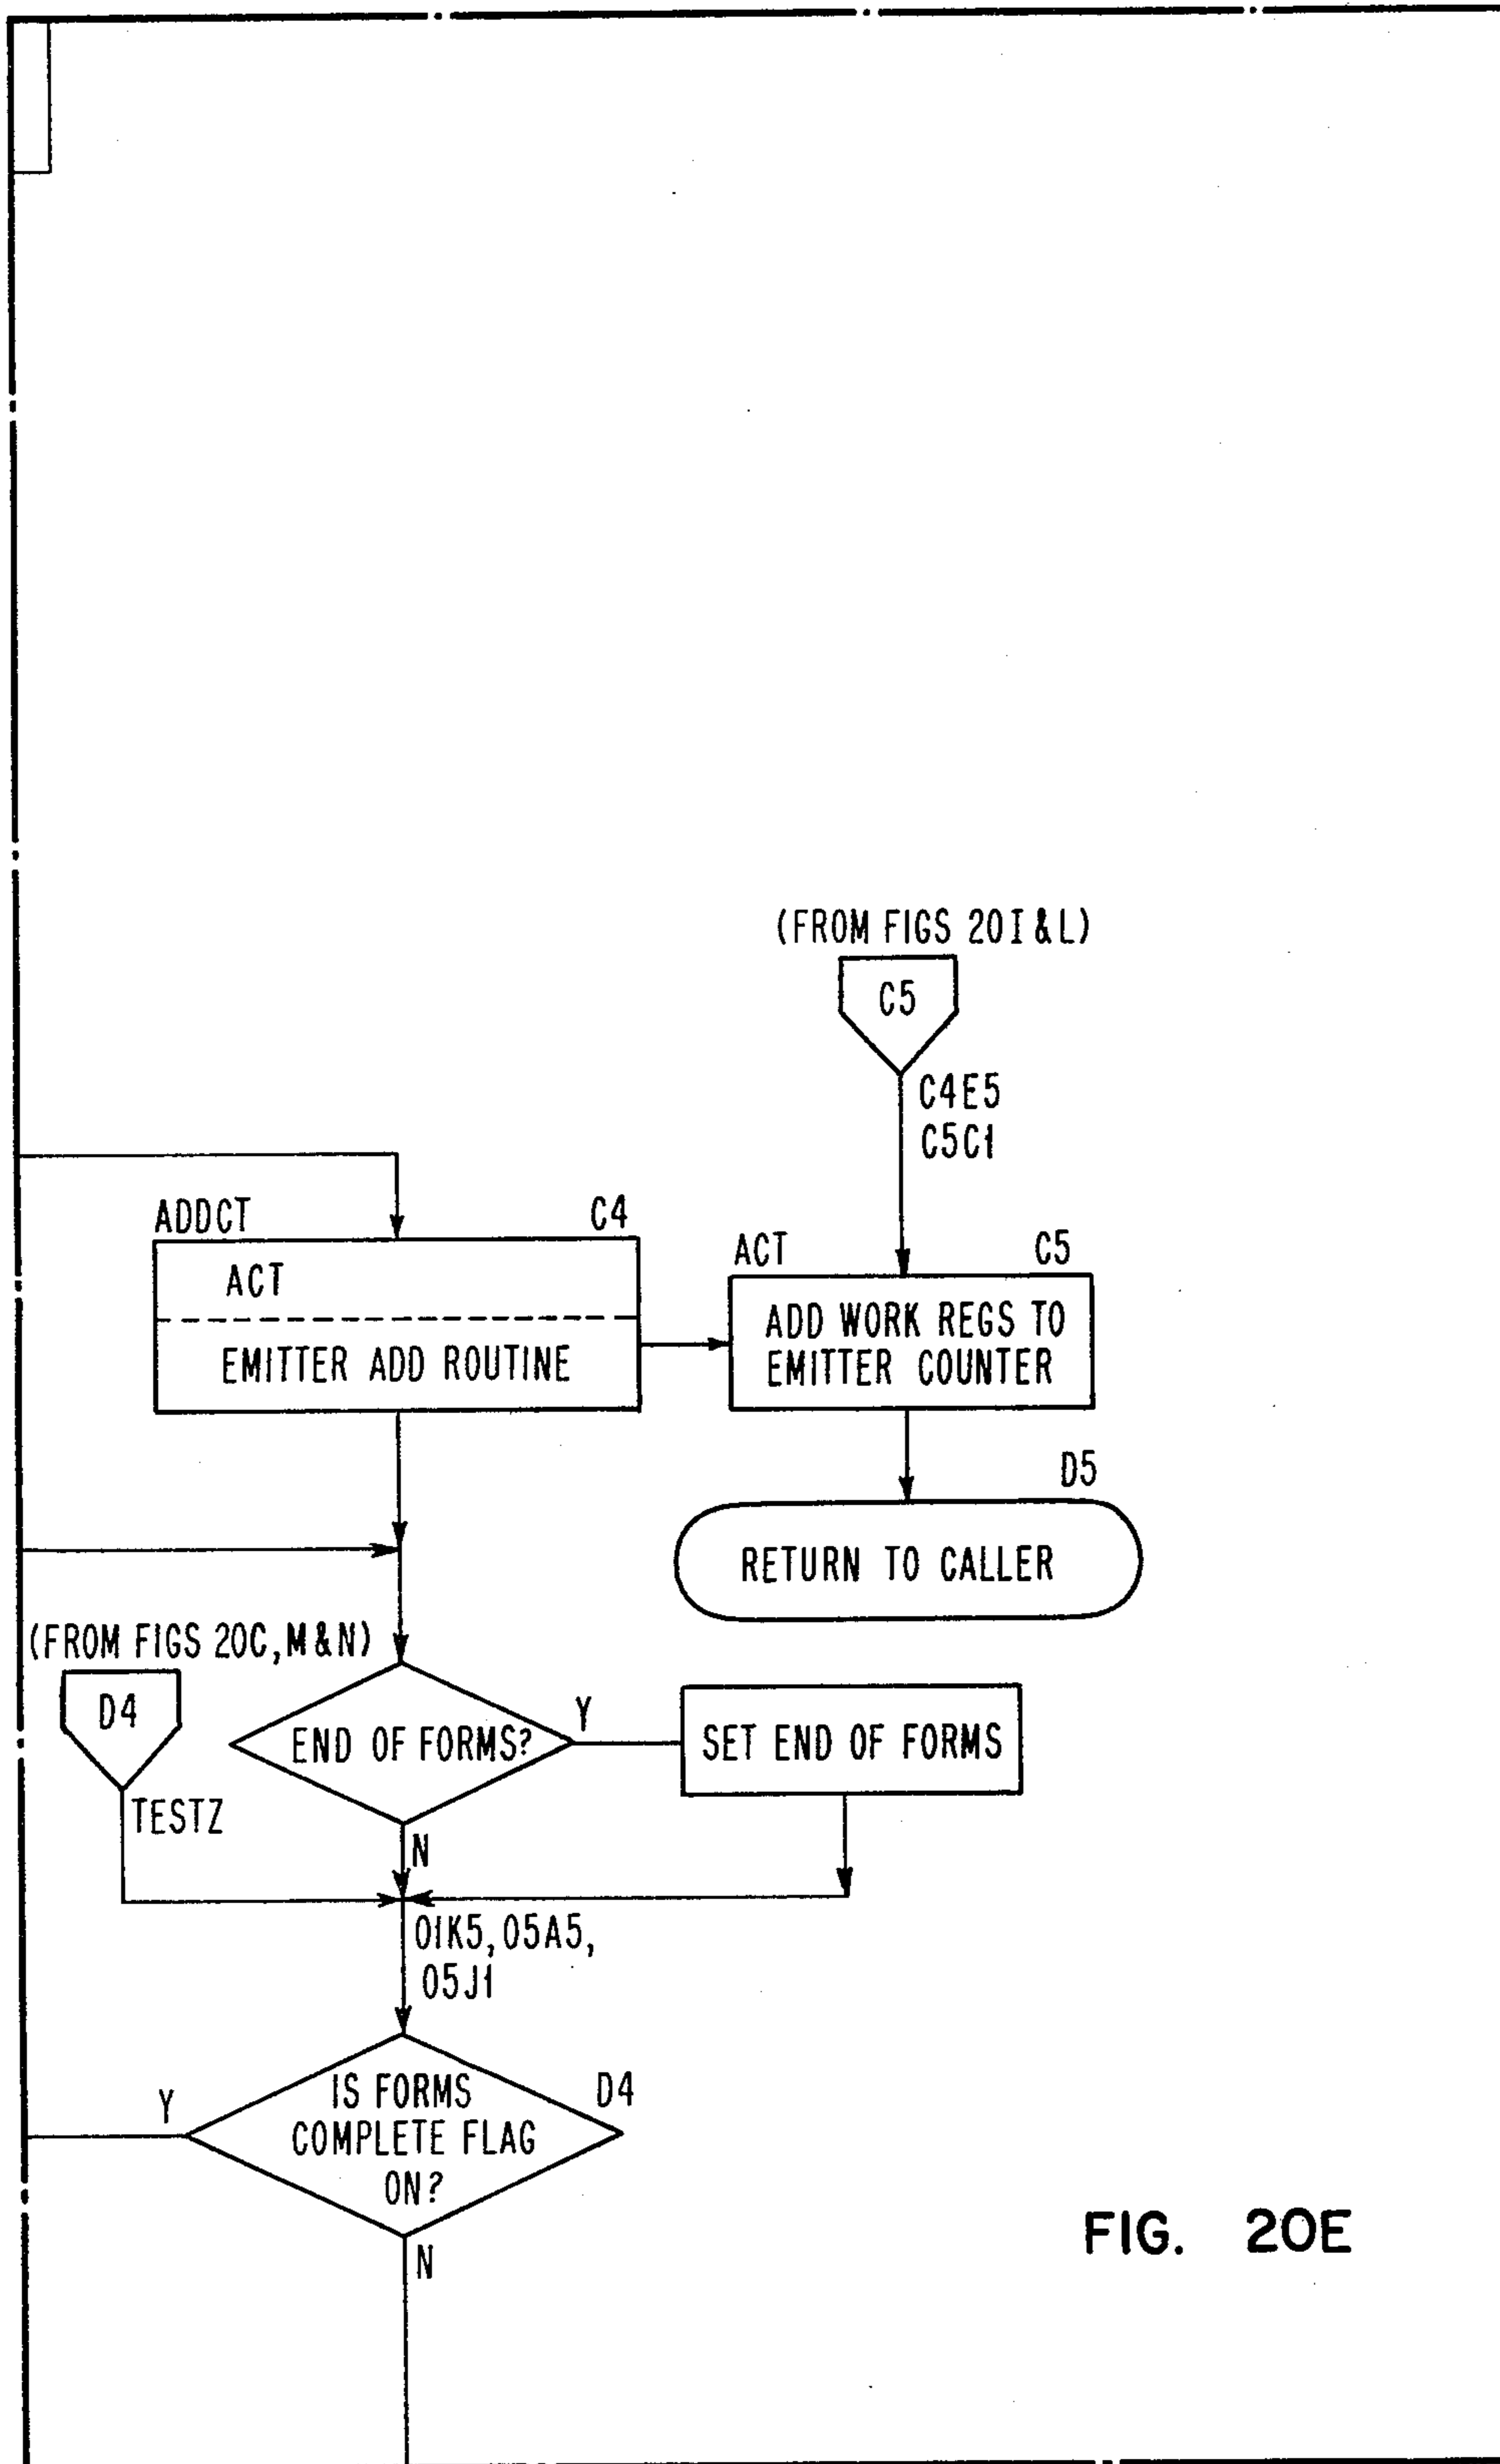 (FROM FIGS 20I & L)
C5
C4E5
C5C1
ADDCT
C4
ACT
EMITTER ADD ROUTINE
ACT
C5
ADD WORK REGS TO
EMITTER COUNTER
D5
RETURN TO CALLER
(FROM FIGS 20C, M & N)
D4
TESTZ
END OF FORMS?
Y
SET END OF FORMS
N
01K5, 05A5,
05J1
IS FORMS
COMPLETE FLAG
ON?
D4
Y
N
FIG. 20E